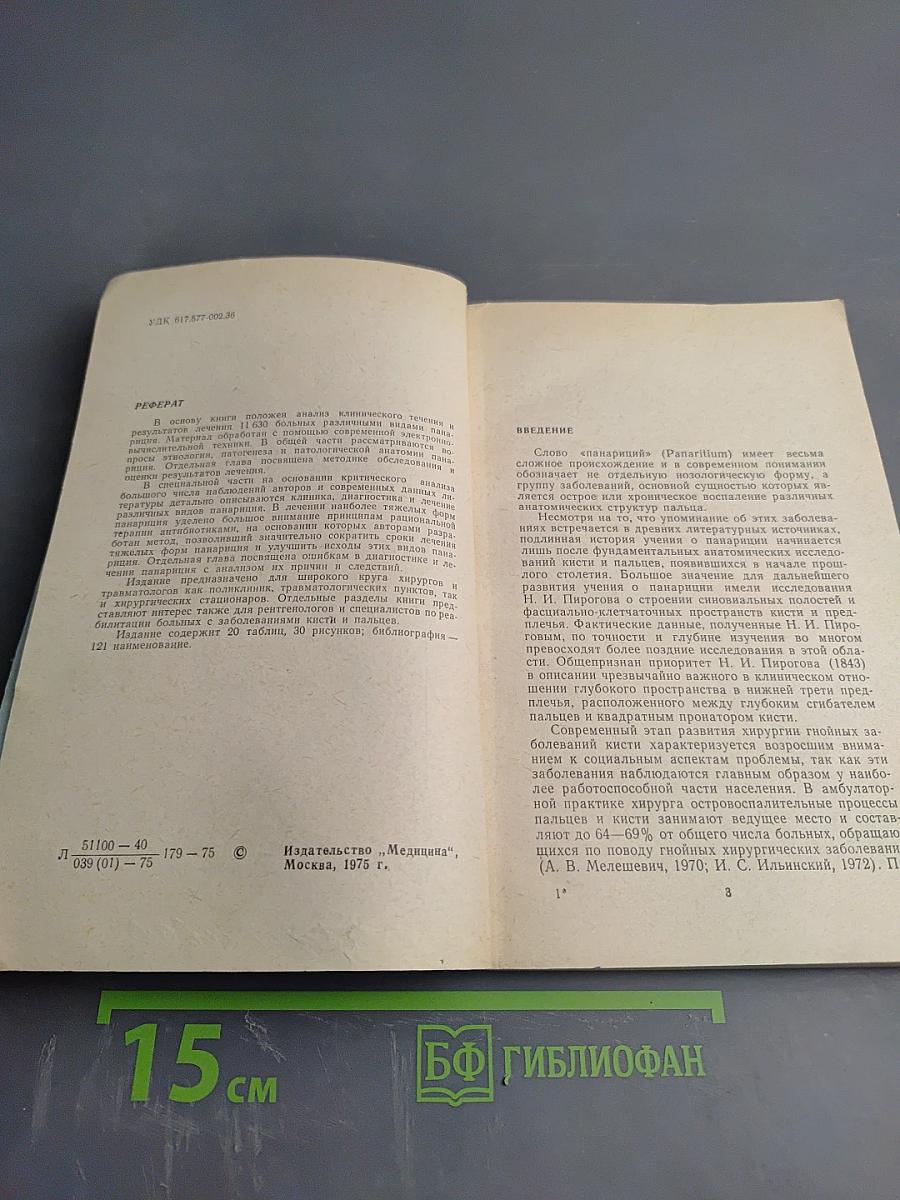 УДК 617.577-002.36
РЕФЕРАТ
В основу книги положен анализ клинического течения и
результатов лечения 11 630 больных различными видами пана-
риция. Материал обработан с помощью современной электронно-
вычислительной техники. В общей части рассматриваются во-
просы этиологии, патогенеза и патологической анатомии пана-
риция. Отдельная глава посвящена методике обследования и
оценки результатов лечения.
В специальной части на основании критического анализа
большого числа наблюдений авторов и современных данных ли-
тературы детально описываются клиника, диагностика и лечение
различных видов панариция. В лечении наиболее тяжелых форм
панариция уделено большое внимание принципам рациональной
терапии антибиотиками, на основании которых авторами разра-
ботан метод, позволивший значительно сократить сроки лечения
тяжелых форм панариция и улучшить исходы этих видов пана-
риция. Отдельная глава посвящена ошибкам в диагностике и ле-
чении панариция с анализом их причин и следствий.
Издание предназначено для широкого круга хирургов и
травматологов как поликлиник, травматологических пунктов, так
и хирургических стационаров. Отдельные разделы книги пред-
ставляют интерес также для рентгенологов и специалистов по реа-
билитации больных с заболеваниями кисти и пальцев.
Издание содержит 20 таблиц, 30 рисунков; библиография —
121 наименование.
Л 51100 — 40 / 039 (01) — 75 179 — 75 ©
Издательство „Медицина",
Москва, 1975 г.
ВВЕДЕНИЕ
Слово «панариций» (Panaritium) имеет весьма
сложное происхождение и в современном понимании
обозначает не отдельную нозологическую форму, а
группу заболеваний, основной сущностью которых яв-
ляется острое или хроническое воспаление различных
анатомических структур пальца.
Несмотря на то, что упоминание об этих заболева-
ниях встречается в древних литературных источниках,
подлинная история учения о панариции начинается
лишь после фундаментальных анатомических исследо-
ваний кисти и пальцев, появившихся в начале прош-
лого столетия. Большое значение для дальнейшего
развития учения о панариции имели исследования
Н. И. Пирогова о строении синовиальных полостей и
фасциально-клетчаточных пространств кисти и пред-
плечья. Фактические данные, полученные Н. И. Пиро-
говым, по точности и глубине изучения во многом
превосходят более поздние исследования в этой обла-
сти. Общепризнан приоритет Н. И. Пирогова (1843)
в описании чрезвычайно важного в клиническом отно-
шении глубокого пространства в нижней трети пред-
плечья, расположенного между глубоким сгибателем
пальцев и квадратным пронатором кисти.
Современный этап развития хирургии гнойных за-
болеваний кисти характеризуется возросшим внима-
нием к социальным аспектам проблемы, так как эти
заболевания наблюдаются главным образом у наибо-
лее работоспособной части населения. В амбулатор-
ной практике хирурга островоспалительные процессы
пальцев и кисти занимают ведущее место и состав-
ляют до 64—69% от общего числа больных, обращаю
щихся по поводу гнойных хирургических заболевани
(А. В. Мелешевич, 1970; И. С. Ильинский, 1972). П
1* 3
15 см
БФ ГИБЛИОФАН